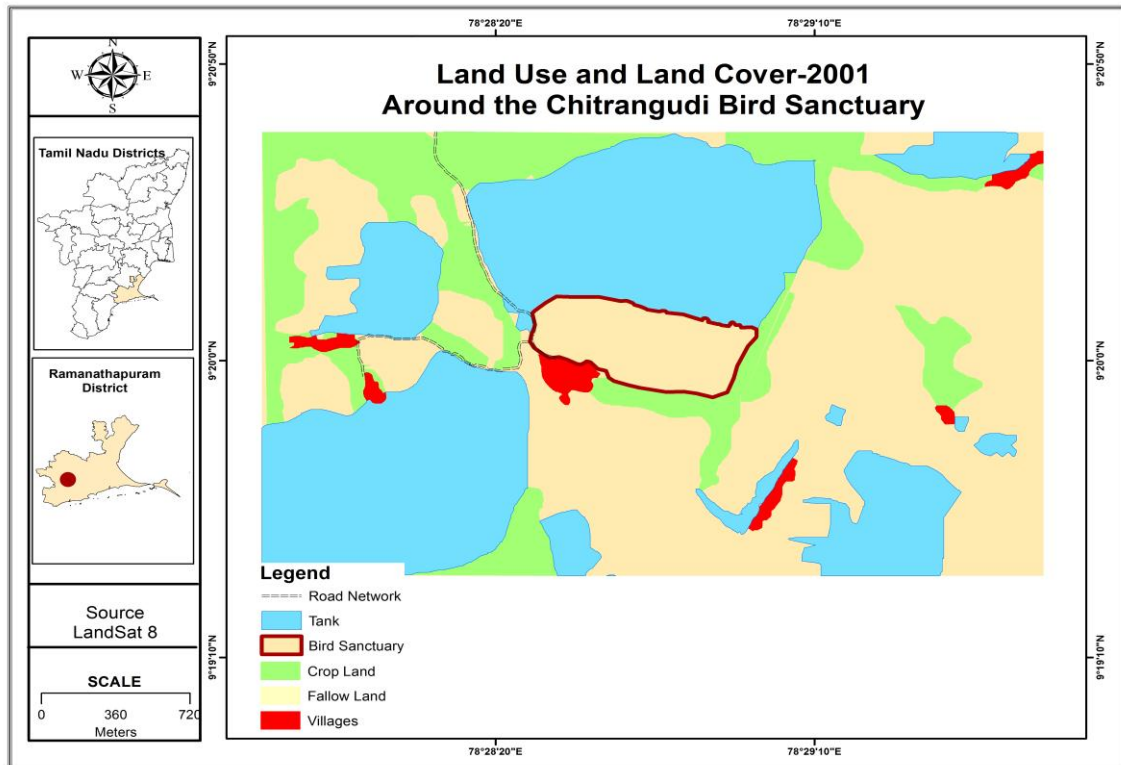 N
W E
S
Tamil Nadu Districts
Ramanathapuram
District
Source
LandSat 8
SCALE
0 360 720
Meters
78°28'20"E 78°29'10"E
9°20'50"N
9°20'0"N
9°19'10"N
Land Use and Land Cover-2001
Around the Chitrangudi Bird Sanctuary
Legend
Road Network
Tank
Bird Sanctuary
Crop Land
Fallow Land
Villages
9°20'50"N
9°20'0"N
9°19'10"N
78°28'20"E 78°29'10"E